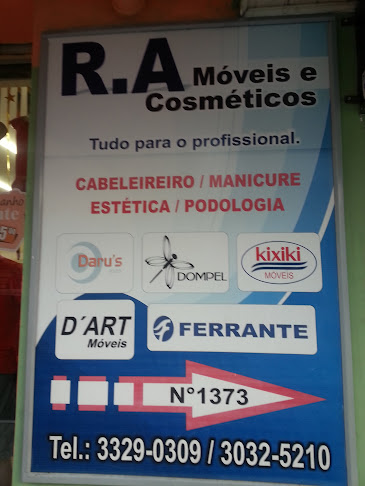 R.A Móveis e
Cosméticos
Tudo para o profissional.
CABELEIREIRO / MANICURE
ESTÉTICA / PODOLOGIA
Daru's
DOMPEL
kixiki
MÓVEIS
D'ART
Móveis
FERRANTE
N°1373
Tel.: 3329-0309 / 3032-5210